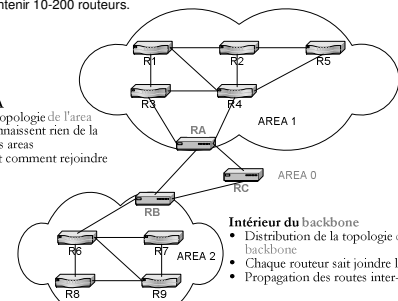 ntenir 10-200 routeurs.
R1
R2
R5
R3
R4
A
opologie de l'area
nnaissent rien de la
s areas
t comment rejoindre
RA
AREA 1
RC
AREA 0
RB
Intérieur du backbone
• Distribution de la topologie
backbone
• Chaque routeur sait joindre l
• Propagation des routes inter-
R6
R7
AREA 2
R8
R9